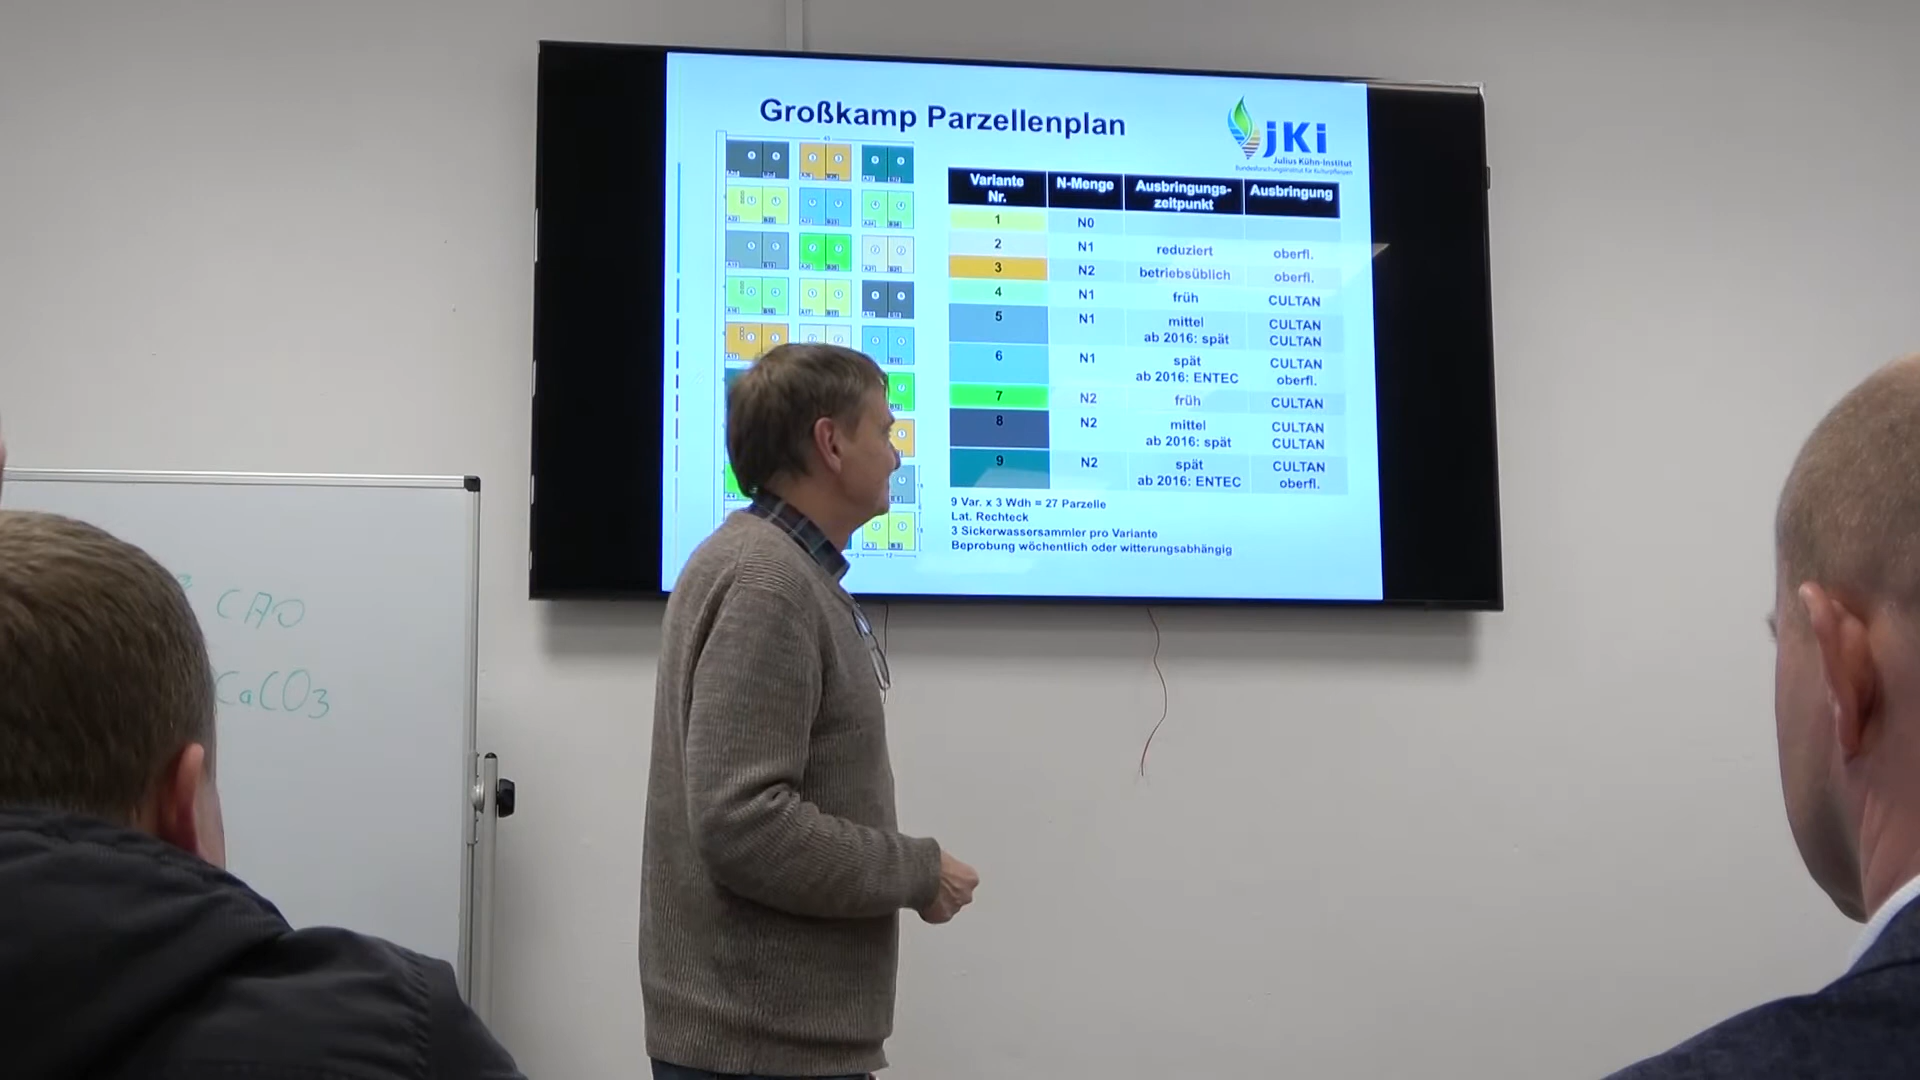 Großkamp Parzellenplan
jKi
Julius Kühn-Institut
Bundesforschungsinstitut für Kulturpflanzen
Variante Nr. N-Menge Ausbringungs-zeitpunkt Ausbringung
1 N0
2 N1 reduziert oberfl.
3 N2 betriebsüblich oberfl.
4 N1 früh CULTAN
5 N1 mittel CULTAN
ab 2016: spät CULTAN
6 N1 spät CULTAN
ab 2016: ENTEC oberfl.
7 N2 früh CULTAN
8 N2 mittel CULTAN
ab 2016: spät CULTAN
9 N2 spät CULTAN
ab 2016: ENTEC oberfl.
9 Var. x 3 Wdh = 27 Parzelle
Lat. Rechteck
3 Sickerwassersammler pro Variante
Beprobung wöchentlich oder witterungsabhängig
CAO
CaCO3